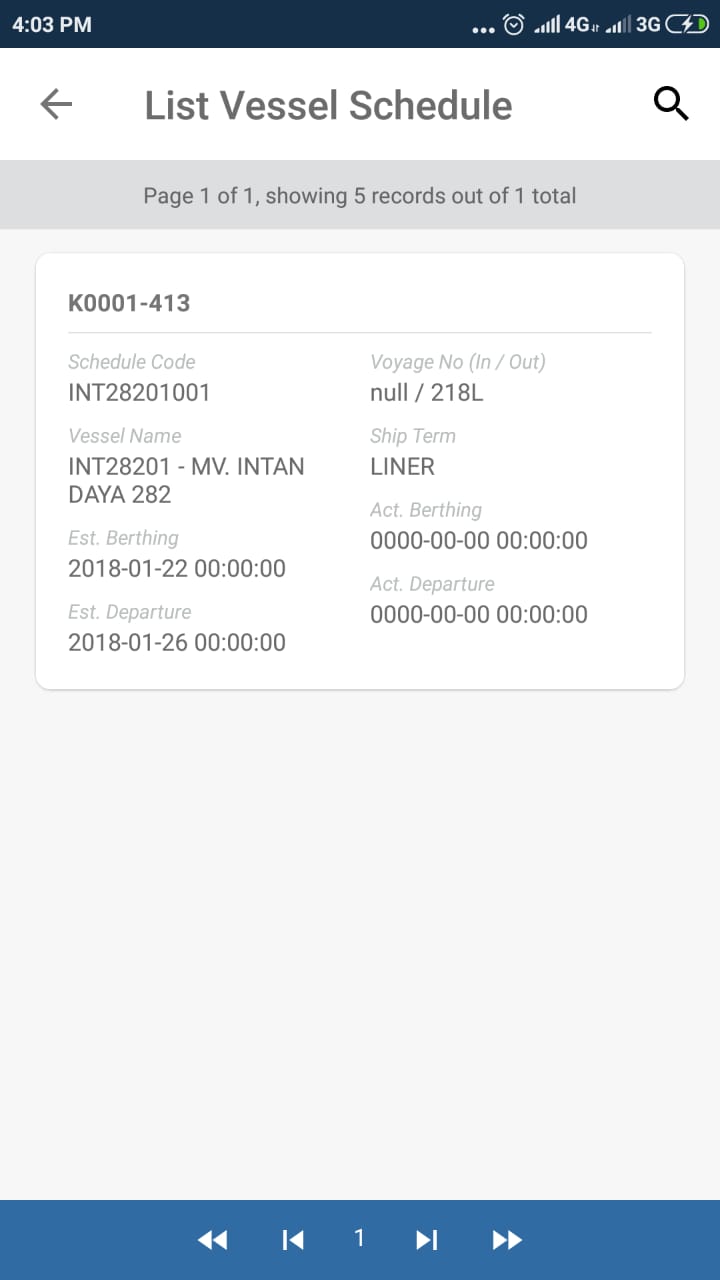 4:03 PM
4G 3G
List Vessel Schedule
Page 1 of 1, showing 5 records out of 1 total
K0001-413
Schedule Code
INT28201001
Vessel Name
INT28201 - MV. INTAN
DAYA 282
Est. Berthing
2018-01-22 00:00:00
Est. Departure
2018-01-26 00:00:00
Voyage No (In / Out)
null / 218L
Ship Term
LINER
Act. Berthing
0000-00-00 00:00:00
Act. Departure
0000-00-00 00:00:00
1